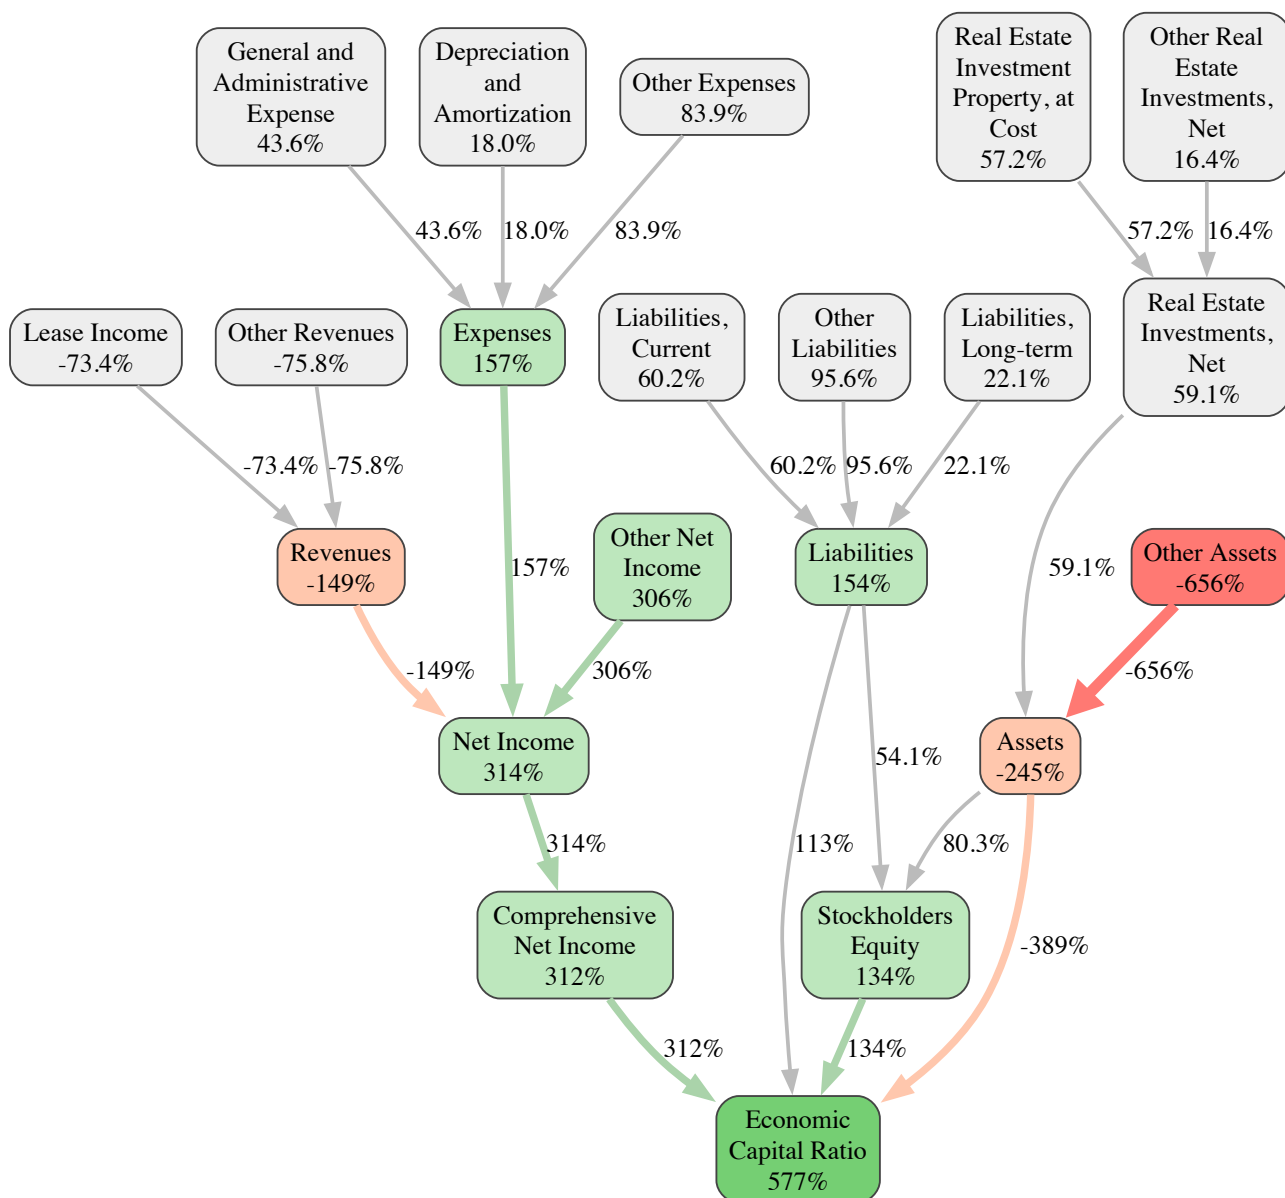 General and
Administrative
Expense
43.6%
Depreciation
and
Amortization
18.0%
Other Expenses
83.9%
Real Estate
Investment
Property, at
Cost
57.2%
Other Real
Estate
Investments,
Net
16.4%
43.6%
18.0%
83.9%
57.2%
16.4%
Lease Income
-73.4%
Other Revenues
-75.8%
Expenses
157%
Liabilities,
Current
60.2%
Other
Liabilities
95.6%
Liabilities,
Long-term
22.1%
Real Estate
Investments,
Net
59.1%
-73.4%
-75.8%
60.2%
95.6%
22.1%
Revenues
-149%
157%
Other Net
Income
306%
Liabilities
154%
59.1%
Other Assets
-656%
-149%
306%
-656%
Net Income
314%
54.1%
Assets
-245%
314%
113%
80.3%
Comprehensive
Net Income
312%
Stockholders
Equity
134%
-389%
312%
134%
Economic
Capital Ratio
577%